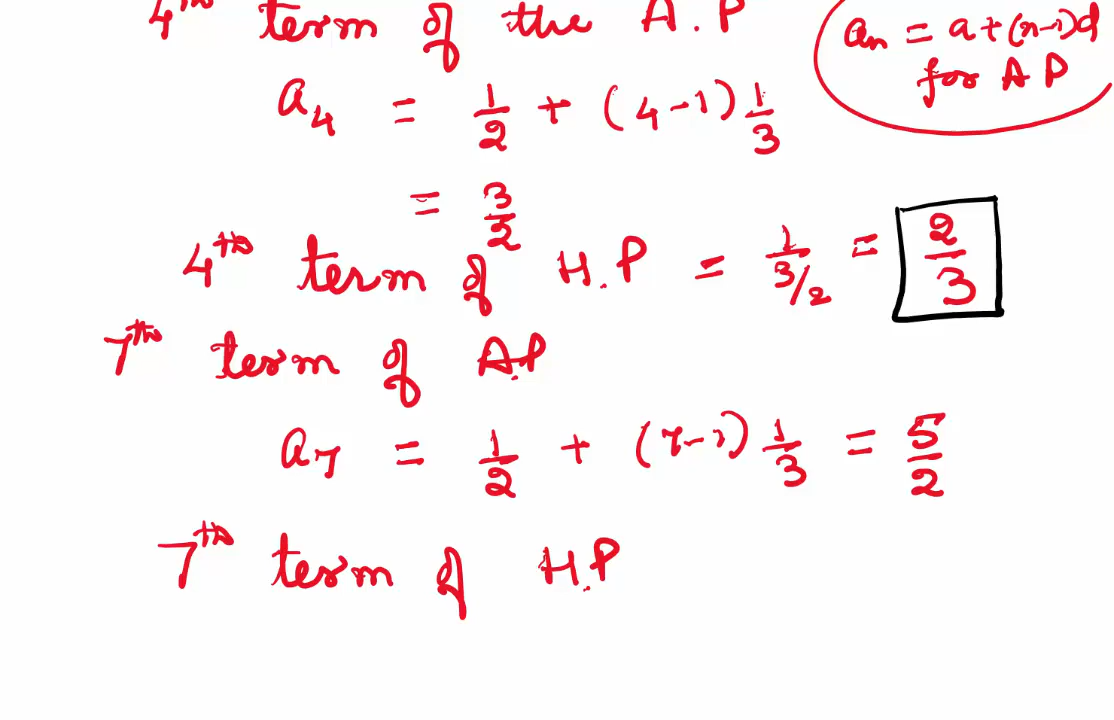 4th term of the A.P
an = a+(n-1)d
for A P
a4 = 1/2 + (4-1) 1/3
= 3/2
4th term of H.P = 1/(3/2) = 2/3
7th term of A.P
a7 = 1/2 + (7-1) 1/3 = 5/2
7th term of H.P